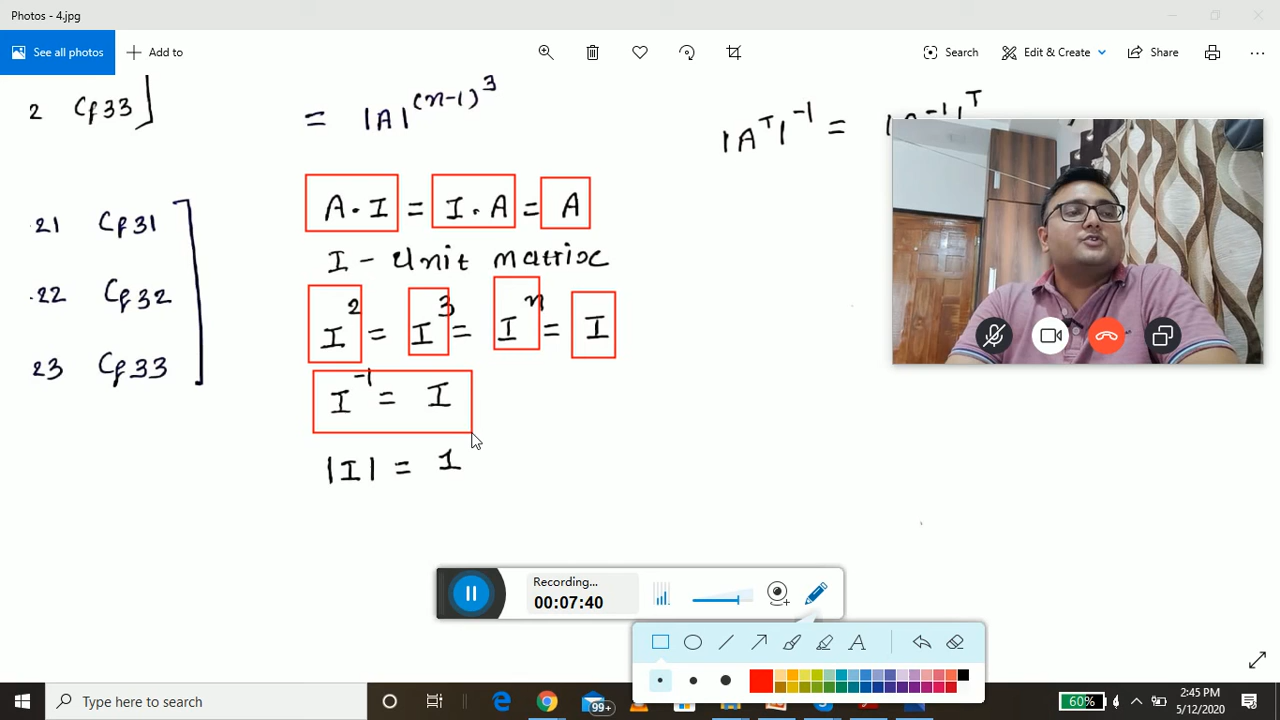 Photos - 4.jpg
See all photos
Add to
Search
Edit & Create
Share
2 Cf33]
= |A|^(n-1)^3
|A^T|^-1 =
A · I = I · A = A
I - Unit matrix
I^2 = I^3 = I^n = I
I^-1 = I
|I| = 1
21 Cf31
22 Cf32
23 Cf33
Recording...
00:07:40
A
Type here to search
99+
60%
2:45 PM
5/12/2020